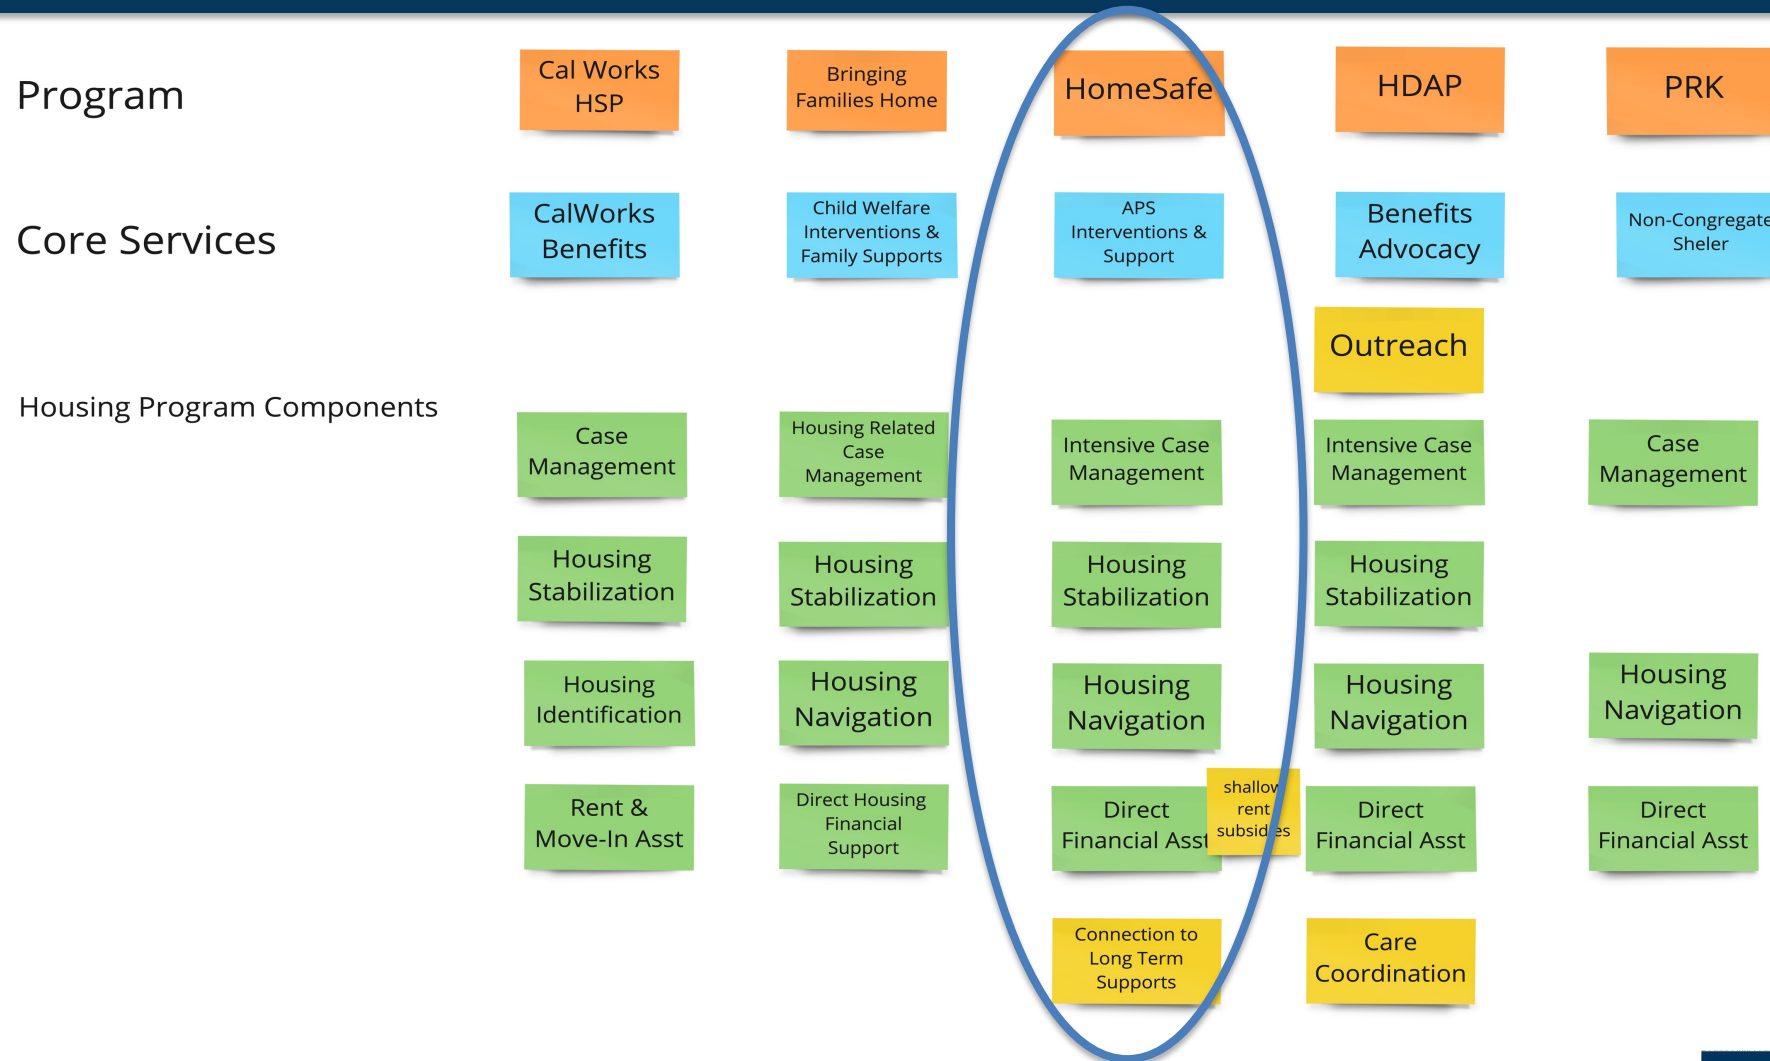 Program
Cal Works
HSP
Bringing
Families Home
HomeSafe
HDAP
PRK
Core Services
CalWorks
Benefits
Child Welfare
Interventions &
Family Supports
APS
Interventions &
Support
Benefits
Advocacy
Non-Congregate
Sheler
Outreach
Housing Program Components
Case
Management
Housing Related
Case
Management
Intensive Case
Management
Intensive Case
Management
Case
Management
Housing
Stabilization
Housing
Stabilization
Housing
Stabilization
Housing
Stabilization
Housing
Identification
Housing
Navigation
Housing
Navigation
Housing
Navigation
Housing
Navigation
Rent &
Move-In Asst
Direct Housing
Financial
Support
Direct
Financial Asst
shallow
rent
subsidies
Direct
Financial Asst
Direct
Financial Asst
Connection to
Long Term
Supports
Care
Coordination